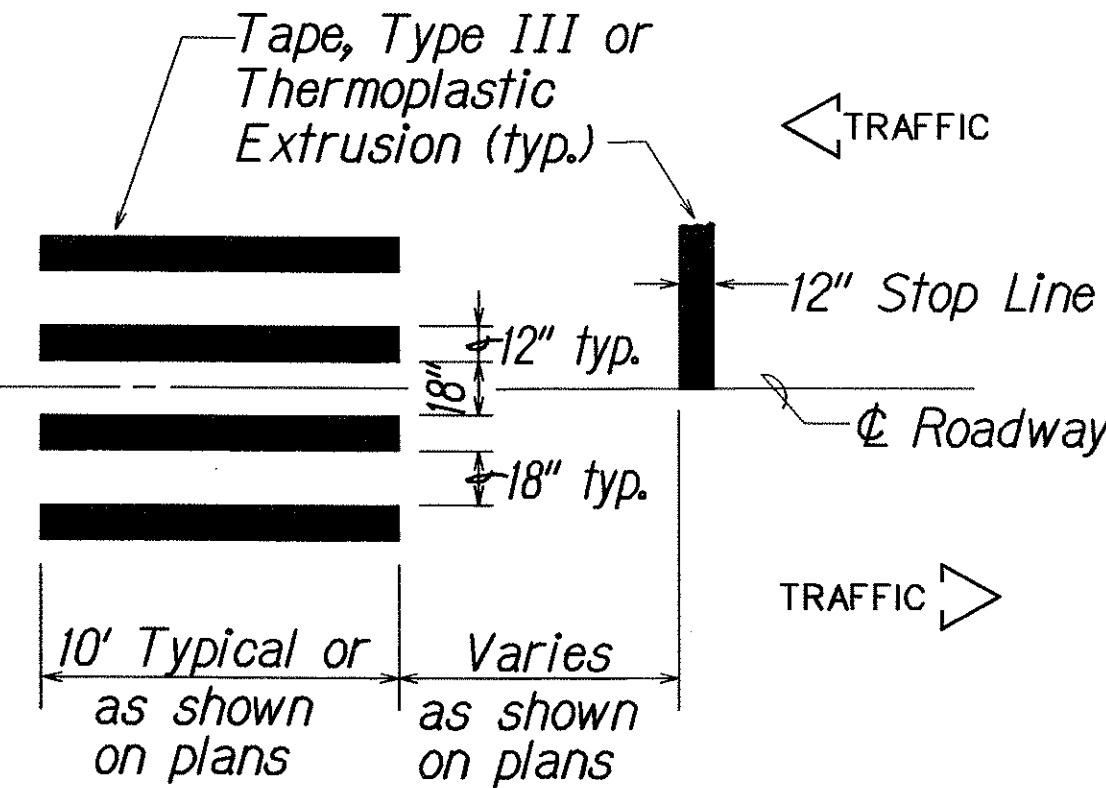 Tape, Type III or
Thermoplastic
Extrusion (typ.)
TRAFFIC
12" Stop Line
12" typ.
18"
℄ Roadway
18" typ.
TRAFFIC
10' Typical or
as shown
on plans
Varies
as shown
on plans